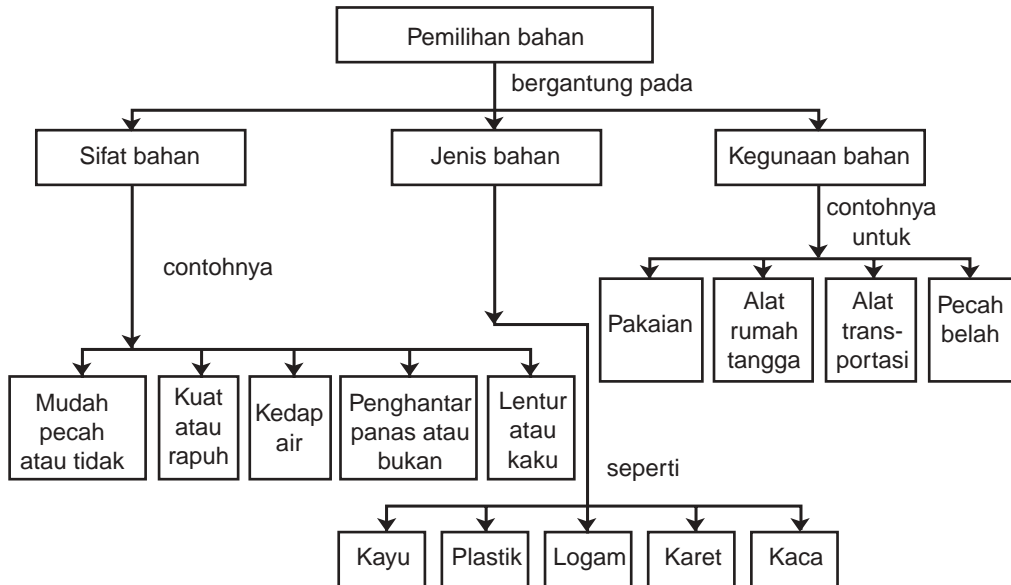 Pemilihan bahan
bergantung pada
Sifat bahan
Jenis bahan
Kegunaan bahan
contohnya
contohnya
untuk
Pakaian
Alat
rumah
tangga
Alat
trans-
portasi
Pecah
belah
Mudah
pecah
atau tidak
Kuat
atau
rapuh
Kedap
air
Penghantar
panas atau
bukan
Lentur
atau
kaku
seperti
Kayu
Plastik
Logam
Karet
Kaca